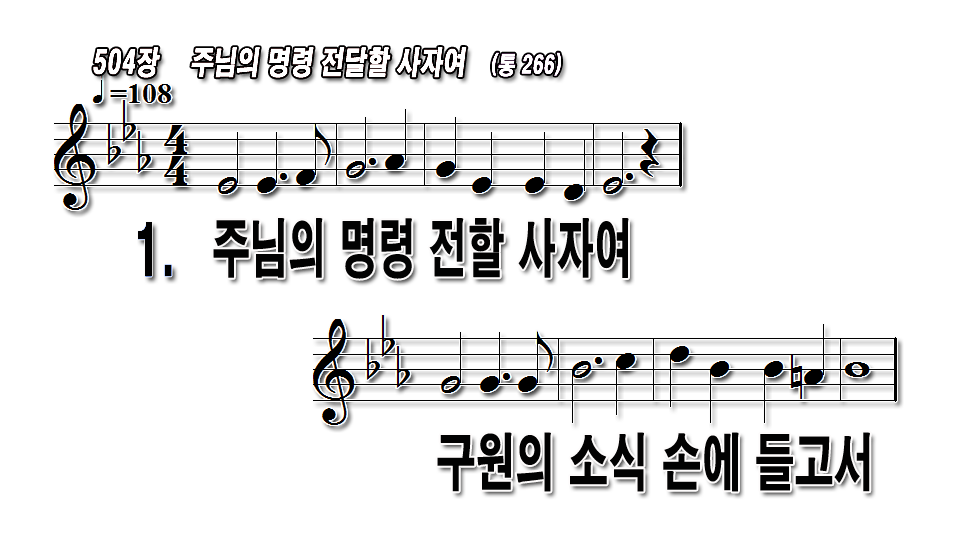 504장 주님의 명령 전달할 사자여 (통 266)
♩=108
1. 주님의 명령 전할 사자여
구원의 소식 손에 들고서